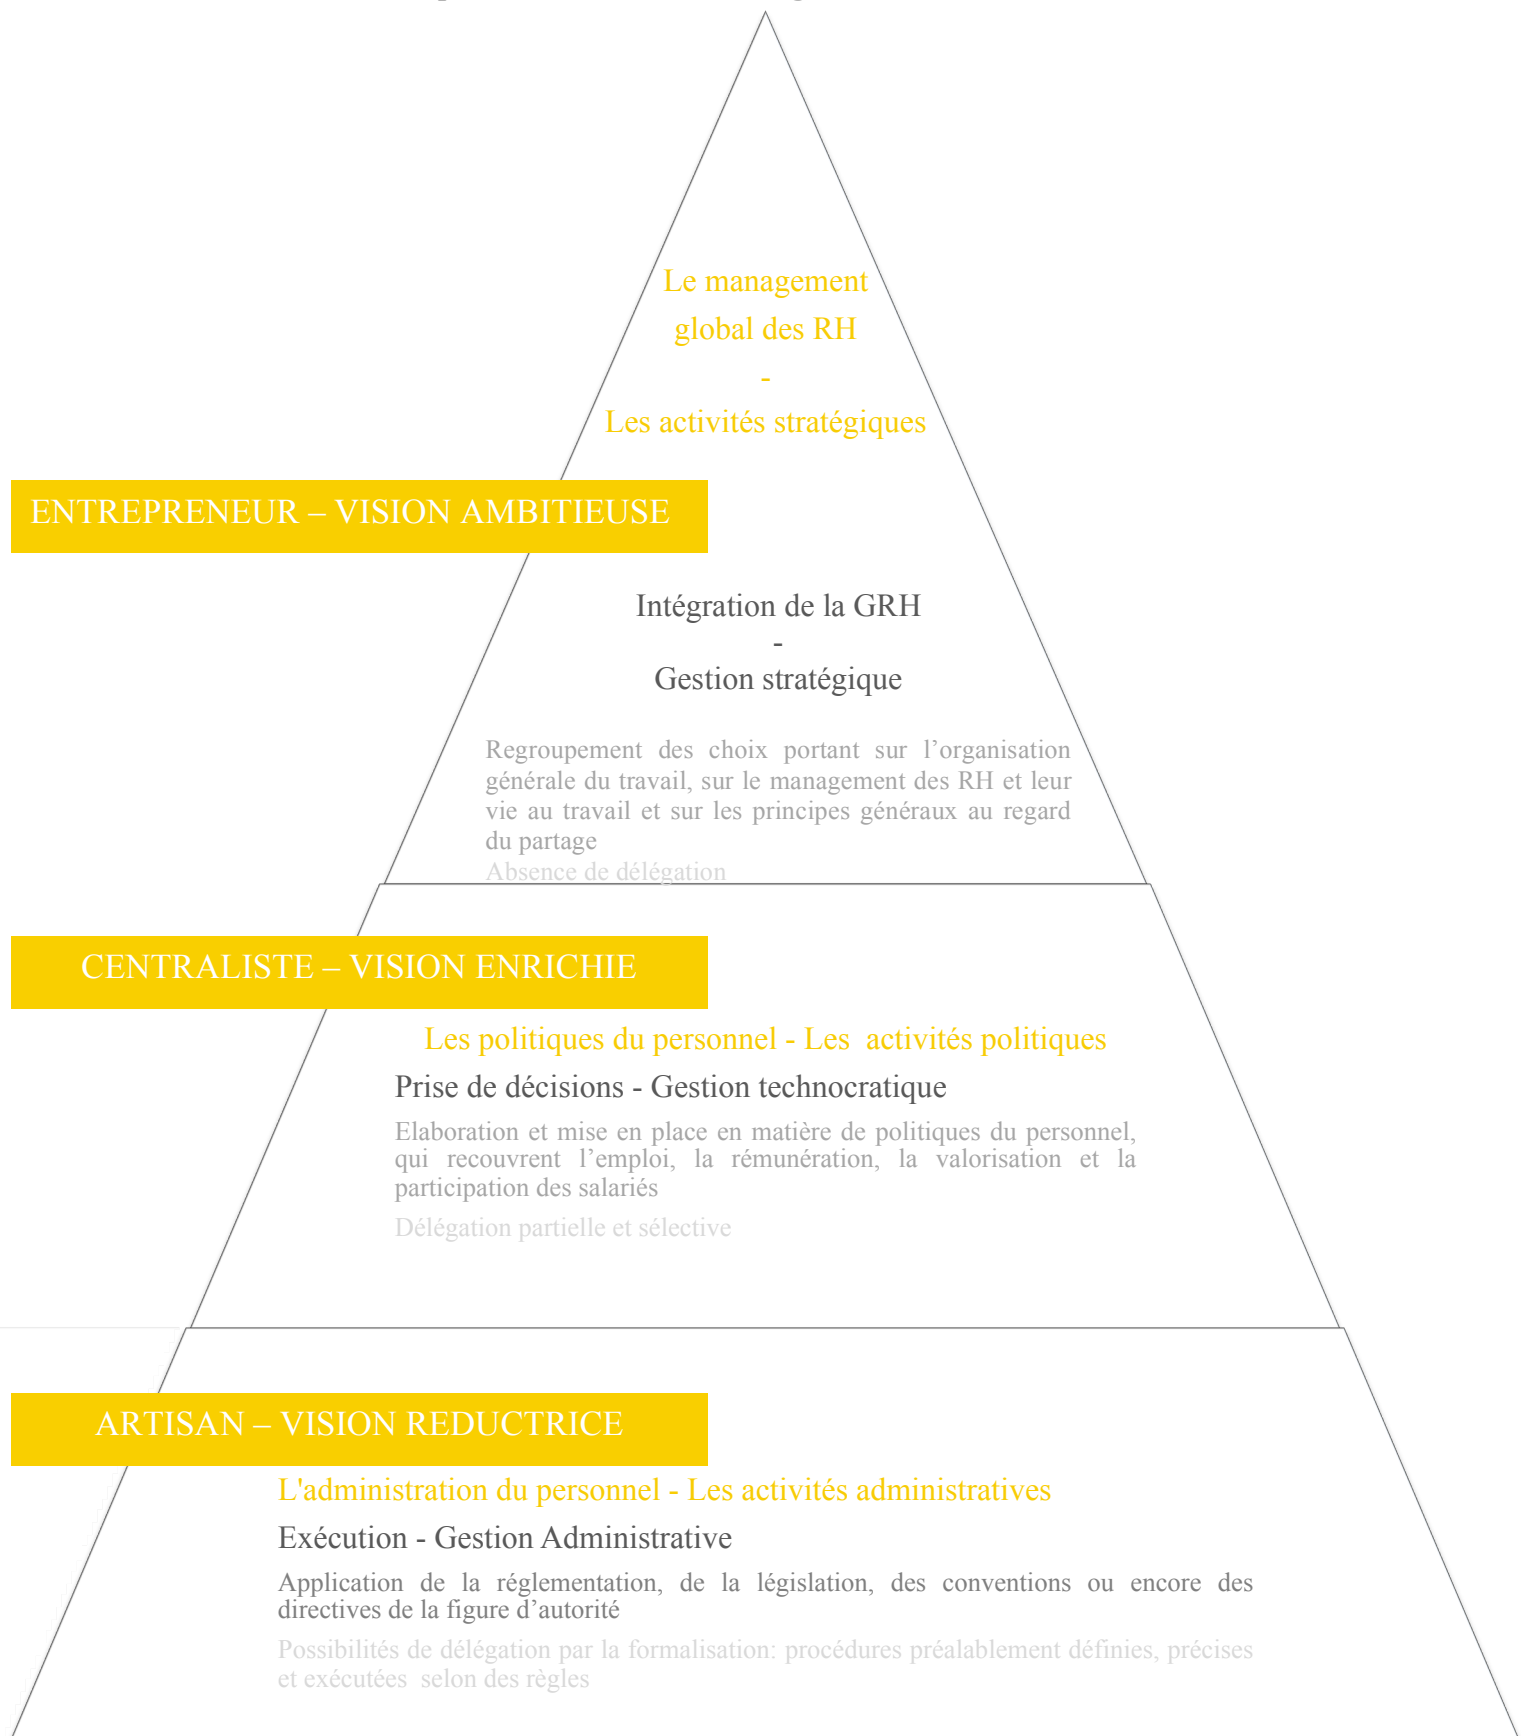 Le management
global des RH
-
Les activités stratégiques
ENTREPRENEUR – VISION AMBITIEUSE
Intégration de la GRH
-
Gestion stratégique
Regroupement des choix portant sur l’organisation
générale du travail, sur le management des RH et leur
vie au travail et sur les principes généraux au regard
du partage
Absence de délégation
CENTRALISTE – VISION ENRICHIE
Les politiques du personnel - Les activités politiques
Prise de décisions - Gestion technocratique
Elaboration et mise en place en matière de politiques du personnel,
qui recouvrent l’emploi, la rémunération, la valorisation et la
participation des salariés
Délégation partielle et sélective
ARTISAN – VISION REDUCTRICE
L'administration du personnel - Les activités administratives
Exécution - Gestion Administrative
Application de la réglementation, de la législation, des conventions ou encore des
directives de la figure d’autorité
Possibilités de délégation par la formalisation: procédures préalablement définies, précises
et exécutées selon des règles